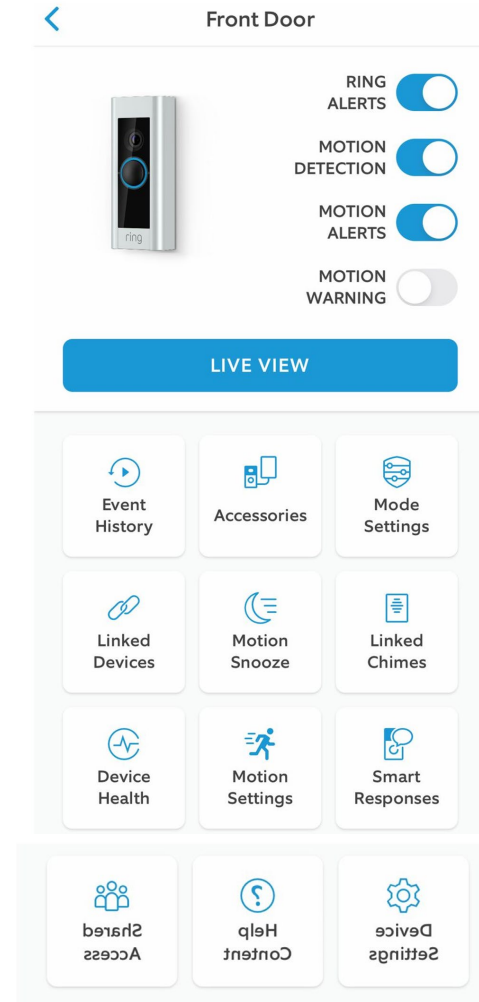 Front Door
RING
ALERTS
MOTION
DETECTION
MOTION
ALERTS
MOTION
WARNING
ring
LIVE VIEW
Event
History
Accessories
Mode
Settings
Linked
Devices
Motion
Snooze
Linked
Chimes
Device
Health
Motion
Settings
Smart
Responses
Shared
Access
Help
Content
Device
Settings